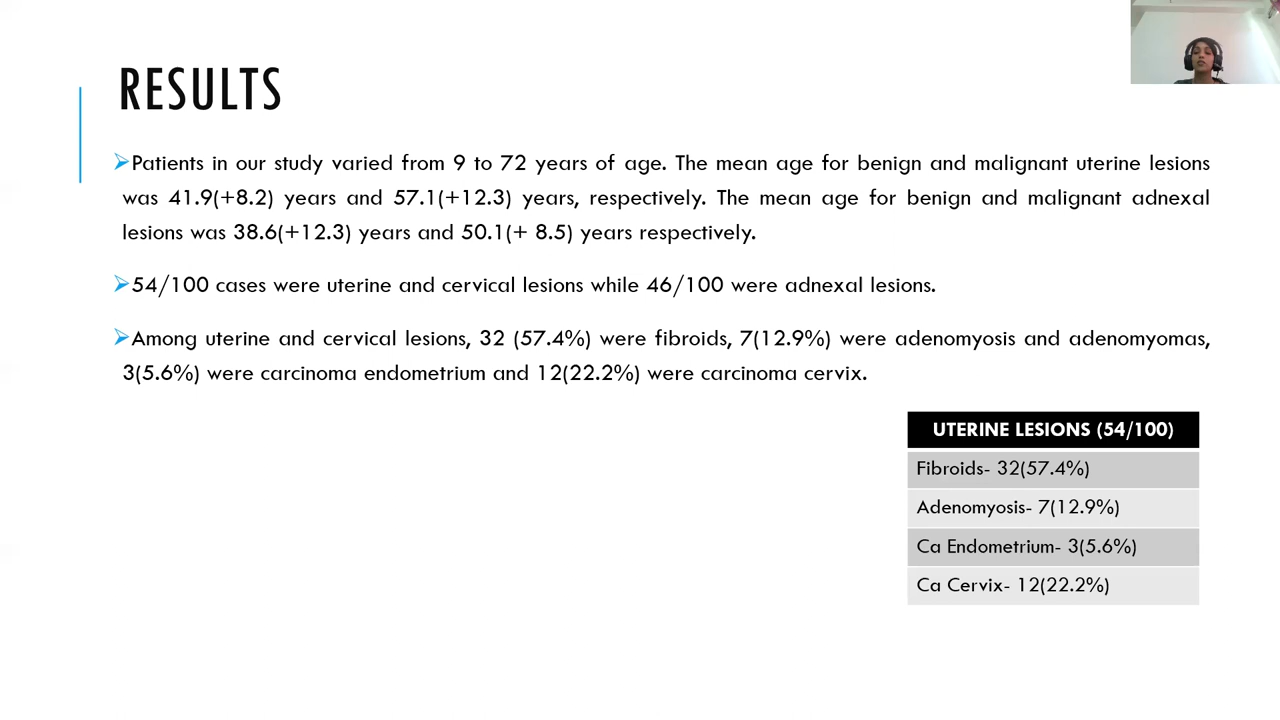 RESULTS
Patients in our study varied from 9 to 72 years of age. The mean age for benign and malignant uterine lesions
was 41.9(+8.2) years and 57.1(+12.3) years, respectively. The mean age for benign and malignant adnexal
lesions was 38.6(+12.3) years and 50.1(+ 8.5) years respectively.
54/100 cases were uterine and cervical lesions while 46/100 were adnexal lesions.
Among uterine and cervical lesions, 32 (57.4%) were fibroids, 7(12.9%) were adenomyosis and adenomyomas,
3(5.6%) were carcinoma endometrium and 12(22.2%) were carcinoma cervix.
UTERINE LESIONS (54/100)
Fibroids- 32(57.4%)
Adenomyosis- 7(12.9%)
Ca Endometrium- 3(5.6%)
Ca Cervix- 12(22.2%)